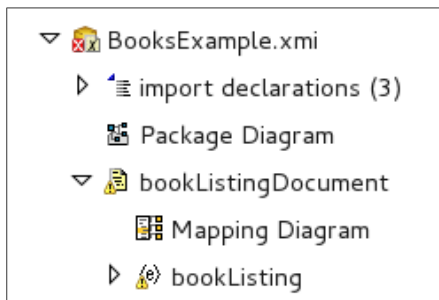 BooksExample.xmi
import declarations (3)
Package Diagram
bookListingDocument
Mapping Diagram
bookListing